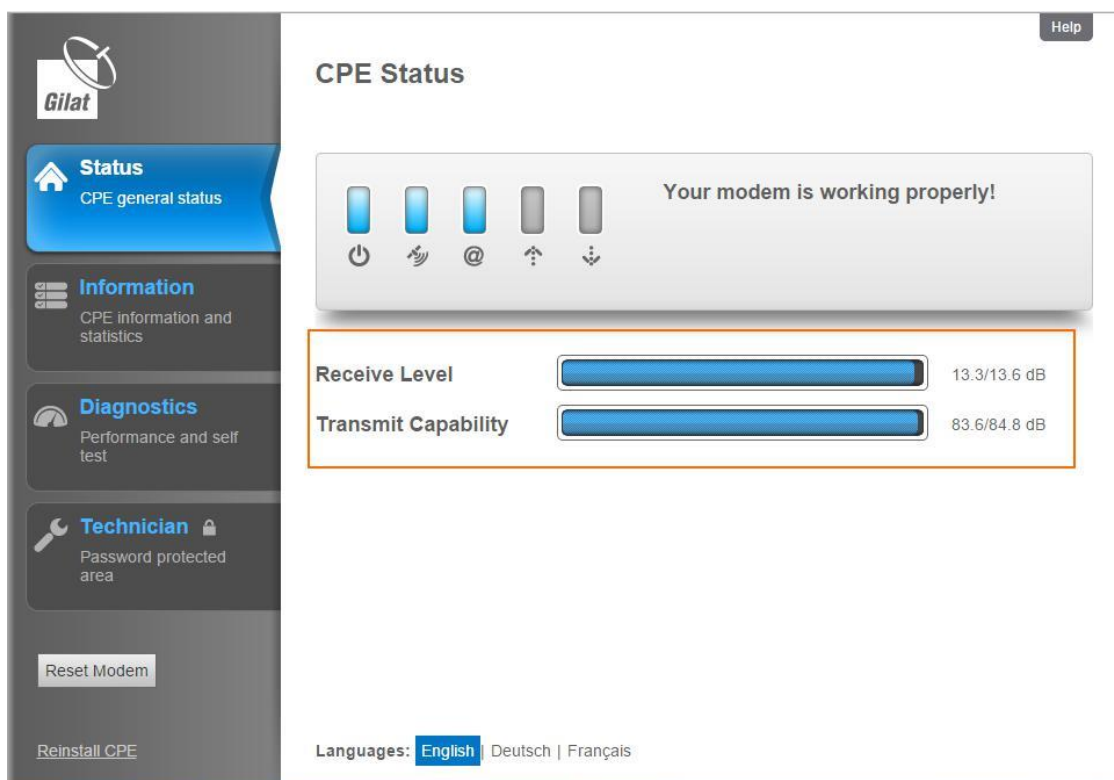 Help
Gilat
CPE Status
Status
CPE general status
Your modem is working properly!
@
Information
CPE information and
statistics
Receive Level
13.3/13.6 dB
Diagnostics
Performance and self
test
Transmit Capability
83.6/84.8 dB
Technician
Password protected
area
Reset Modem
Reinstall CPE
Languages: English | Deutsch | Français